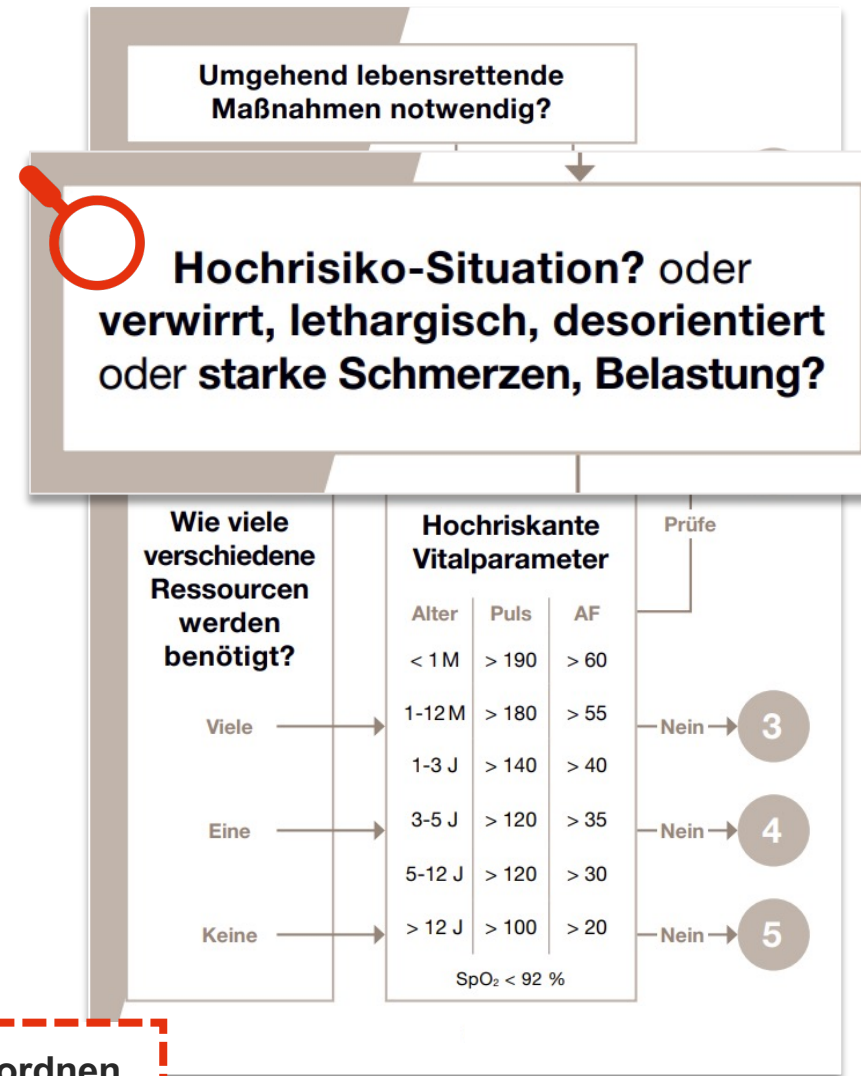 Umgehend lebensrettende
Maßnahmen notwendig?
Hochrisiko-Situation? oder
verwirrt, lethargisch, desorientiert
oder starke Schmerzen, Belastung?
Wie viele
verschiedene
Ressourcen
werden
benötigt?
Viele
Eine
Keine
Hochriskante
Vitalparameter
Alter Puls AF
< 1 M > 190 > 60
1-12 M > 180 > 55
1-3 J > 140 > 40
3-5 J > 120 > 35
5-12 J > 120 > 30
> 12 J > 100 > 20
SpO₂ < 92 %
Prüfe
Nein 3
Nein 4
Nein 5
ordnen